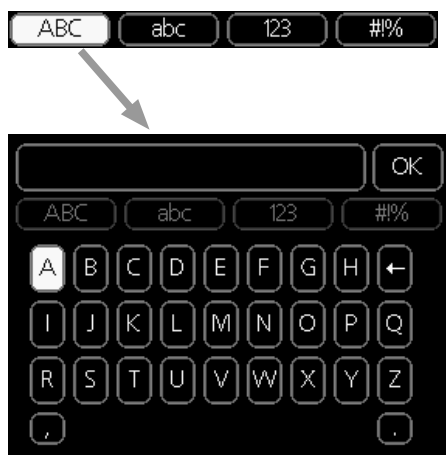 ABC abc 123 #!%
OK
ABC abc 123 #!%
A B C D E F G H ←
I J K L M N O P Q
R S T U V W X Y Z
, .